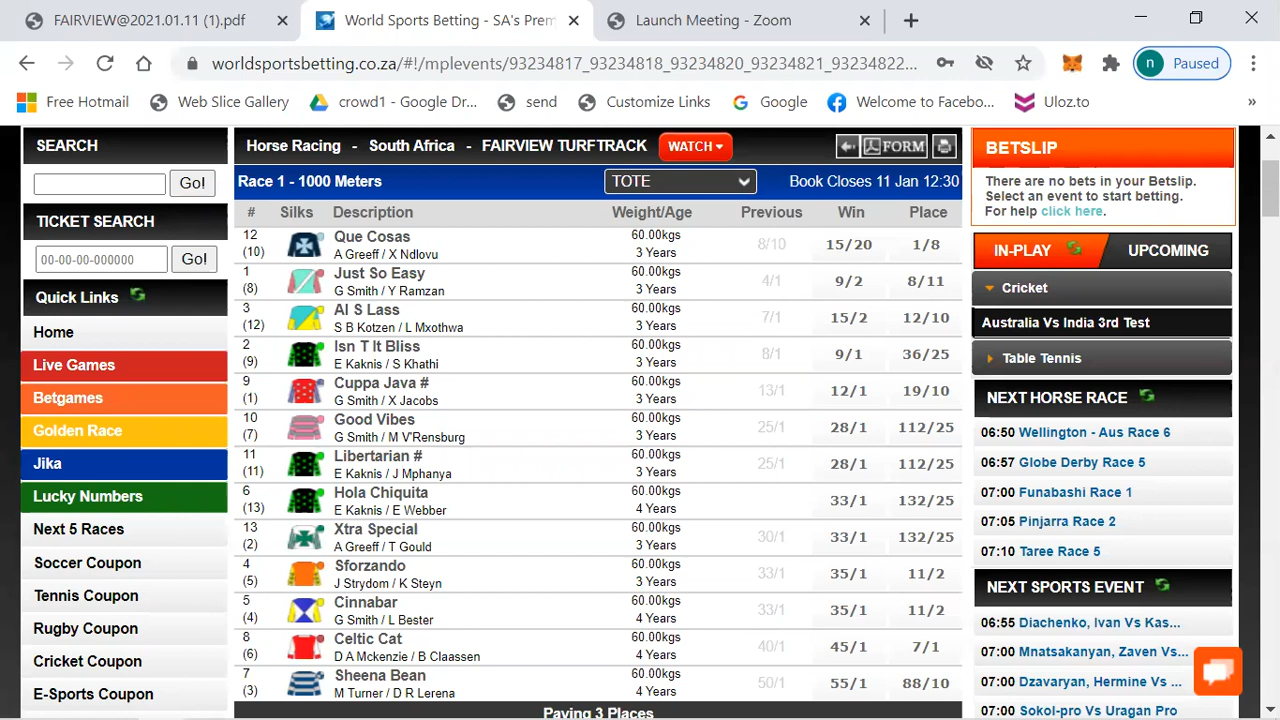 FAIRVIEW@2021.01.11 (1).pdf
World Sports Betting - SA's Prem
Launch Meeting - Zoom
worldsportsbetting.co.za/#!/mplevents/93234817_93234818_93234820_93234821_93234822...
n Paused
Free Hotmail
Web Slice Gallery
crowd1 - Google Dr...
send
Customize Links
Google
Welcome to Facebo...
Uloz.to
»
SEARCH
Go!
TICKET SEARCH
00-00-00-000000 Go!
Quick Links
Home
Live Games
Betgames
Golden Race
Jika
Lucky Numbers
Next 5 Races
Soccer Coupon
Tennis Coupon
Rugby Coupon
Cricket Coupon
E-Sports Coupon
Horse Racing - South Africa - FAIRVIEW TURFTRACK WATCH FORM
Race 1 - 1000 Meters TOTE Book Closes 11 Jan 12:30
# Silks Description Weight/Age Previous Win Place
12 Que Cosas 60.00kgs 8/10 15/20 1/8
(10) A Greeff / X Ndlovu 3 Years
1 Just So Easy 60.00kgs 4/1 9/2 8/11
(8) G Smith / Y Ramzan 3 Years
3 Al S Lass 60.00kgs 7/1 15/2 12/10
(12) S B Kotzen / L Mxothwa 3 Years
2 Isn T It Bliss 60.00kgs 8/1 9/1 36/25
(9) E Kaknis / S Khathi 3 Years
9 Cuppa Java # 60.00kgs 13/1 12/1 19/10
(1) G Smith / X Jacobs 3 Years
10 Good Vibes 60.00kgs 25/1 28/1 112/25
(7) G Smith / M V'Rensburg 3 Years
11 Libertarian # 60.00kgs 25/1 28/1 112/25
(11) E Kaknis / J Mphanya 3 Years
6 Hola Chiquita 60.00kgs 33/1 132/25
(13) E Kaknis / E Webber 4 Years
13 Xtra Special 60.00kgs 30/1 33/1 132/25
(2) A Greeff / T Gould 3 Years
4 Sforzando 60.00kgs 33/1 35/1 11/2
(5) J Strydom / K Steyn 3 Years
5 Cinnabar 60.00kgs 33/1 35/1 11/2
(4) G Smith / L Bester 4 Years
8 Celtic Cat 60.00kgs 40/1 45/1 7/1
(6) D A Mckenzie / B Claassen 4 Years
7 Sheena Bean 60.00kgs 50/1 55/1 88/10
(3) M Turner / D R Lerena 4 Years
Paying 3 Places
BETSLIP
There are no bets in your Betslip.
Select an event to start betting.
For help click here.
IN-PLAY UPCOMING
Cricket
Australia Vs India 3rd Test
Table Tennis
NEXT HORSE RACE
06:50 Wellington - Aus Race 6
06:57 Globe Derby Race 5
07:00 Funabashi Race 1
07:05 Pinjarra Race 2
07:10 Taree Race 5
NEXT SPORTS EVENT
06:55 Diachenko, Ivan Vs Kas...
07:00 Mnatsakanyan, Zaven Vs...
07:00 Dzavaryan, Hermine Vs ...
07:00 Sokol-pro Vs Uragan Pro